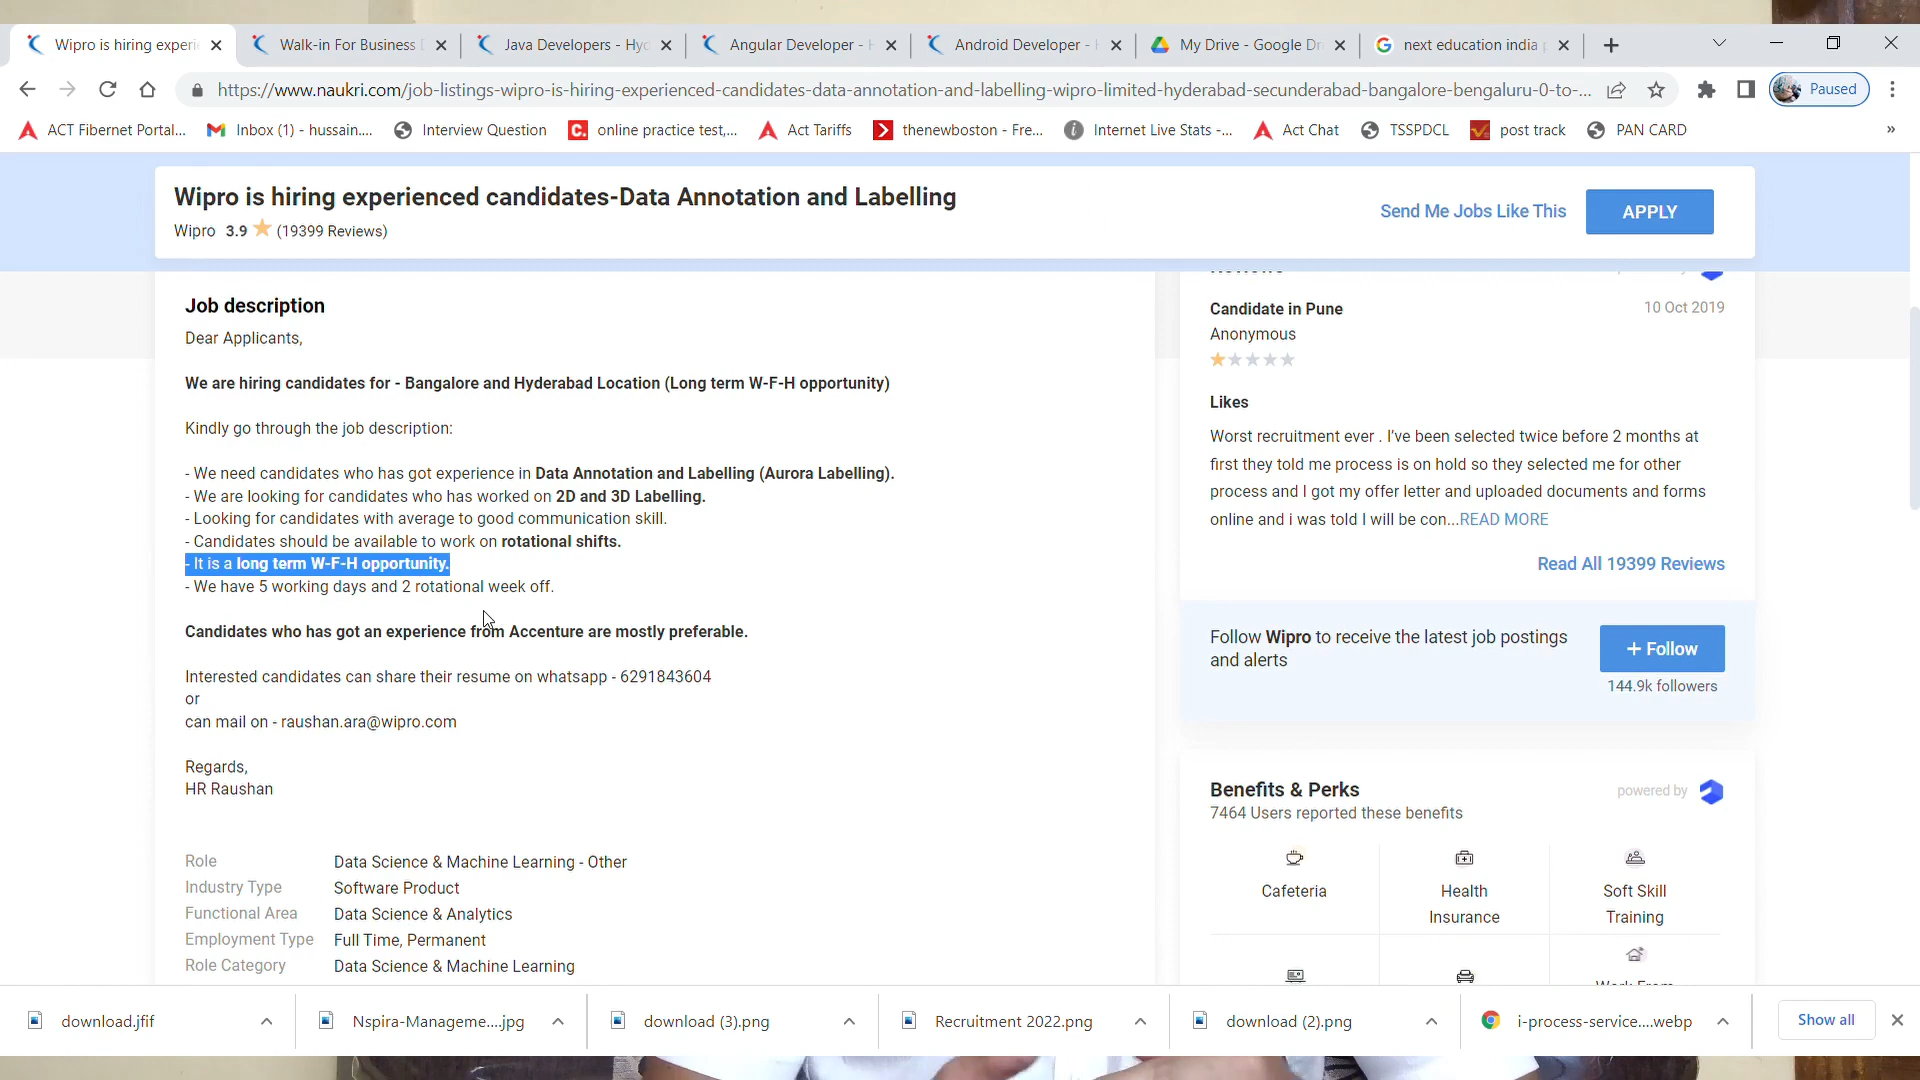 Wipro is hiring experi
Walk-in For Business
Java Developers - Hy
Angular Developer -
Android Developer -
My Drive - Google Dr
next education india
https://www.naukri.com/job-listings-wipro-is-hiring-experienced-candidates-data-annotation-and-labelling-wipro-limited-hyderabad-secunderabad-bangalore-bengaluru-0-to-...
Paused
ACT Fibernet Portal...
Inbox (1) - hussain....
Interview Question
online practice test,...
Act Tariffs
thenewboston - Fre...
Internet Live Stats -...
Act Chat
TSSPDCL
post track
PAN CARD
»
Wipro is hiring experienced candidates-Data Annotation and Labelling
Wipro 3.9 (19399 Reviews)
Send Me Jobs Like This
APPLY
Job description
Dear Applicants,
We are hiring candidates for - Bangalore and Hyderabad Location (Long term W-F-H opportunity)
Kindly go through the job description:
- We need candidates who has got experience in Data Annotation and Labelling (Aurora Labelling).
- We are looking for candidates who has worked on 2D and 3D Labelling.
- Looking for candidates with average to good communication skill.
- Candidates should be available to work on rotational shifts.
- It is a long term W-F-H opportunity.
- We have 5 working days and 2 rotational week off.
Candidates who has got an experience from Accenture are mostly preferable.
Interested candidates can share their resume on whatsapp - 6291843604
or
can mail on - raushan.ara@wipro.com
Regards,
HR Raushan
Role Data Science & Machine Learning - Other
Industry Type Software Product
Functional Area Data Science & Analytics
Employment Type Full Time, Permanent
Role Category Data Science & Machine Learning
Candidate in Pune 10 Oct 2019
Anonymous
Likes
Worst recruitment ever . I've been selected twice before 2 months at
first they told me process is on hold so they selected me for other
process and I got my offer letter and uploaded documents and forms
online and i was told I will be con...READ MORE
Read All 19399 Reviews
Follow Wipro to receive the latest job postings
and alerts
+ Follow
144.9k followers
Benefits & Perks
powered by
7464 Users reported these benefits
Cafeteria
Health
Insurance
Soft Skill
Training
download.jfif
Nspira-Manageme....jpg
download (3).png
Recruitment 2022.png
download (2).png
i-process-service....webp
Show all